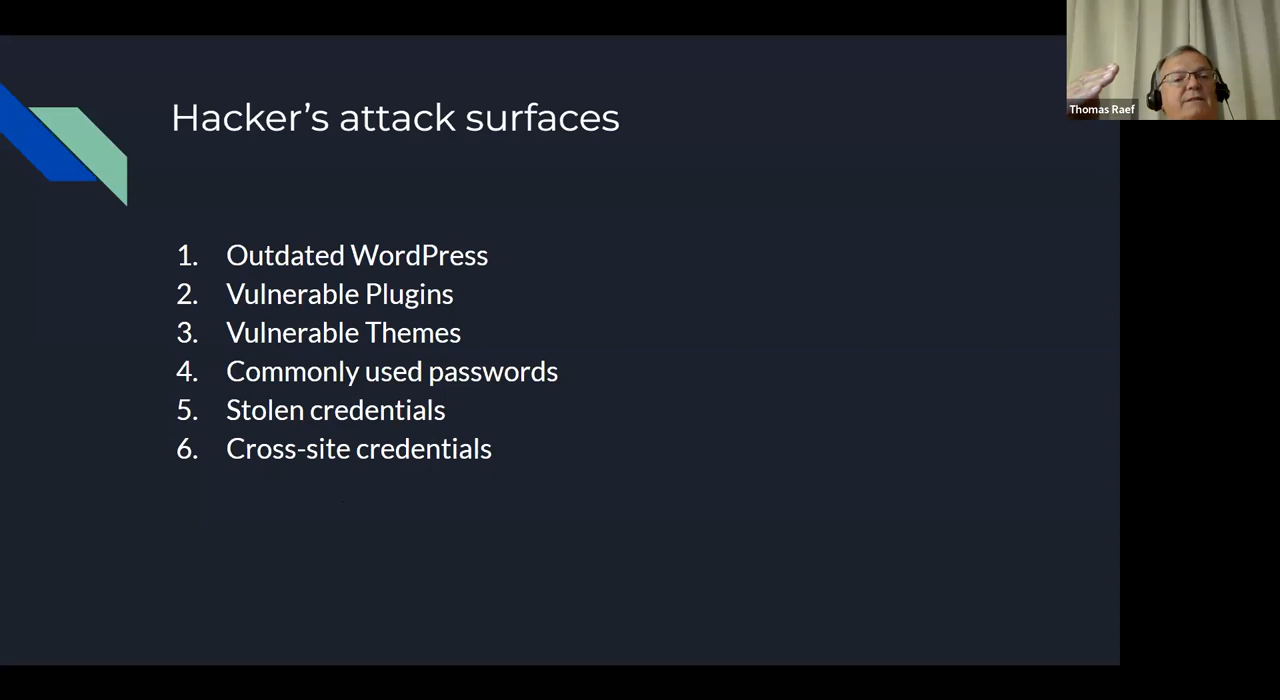 Hacker’s attack surfaces
Thomas Raef
1. Outdated WordPress
2. Vulnerable Plugins
3. Vulnerable Themes
4. Commonly used passwords
5. Stolen credentials
6. Cross-site credentials